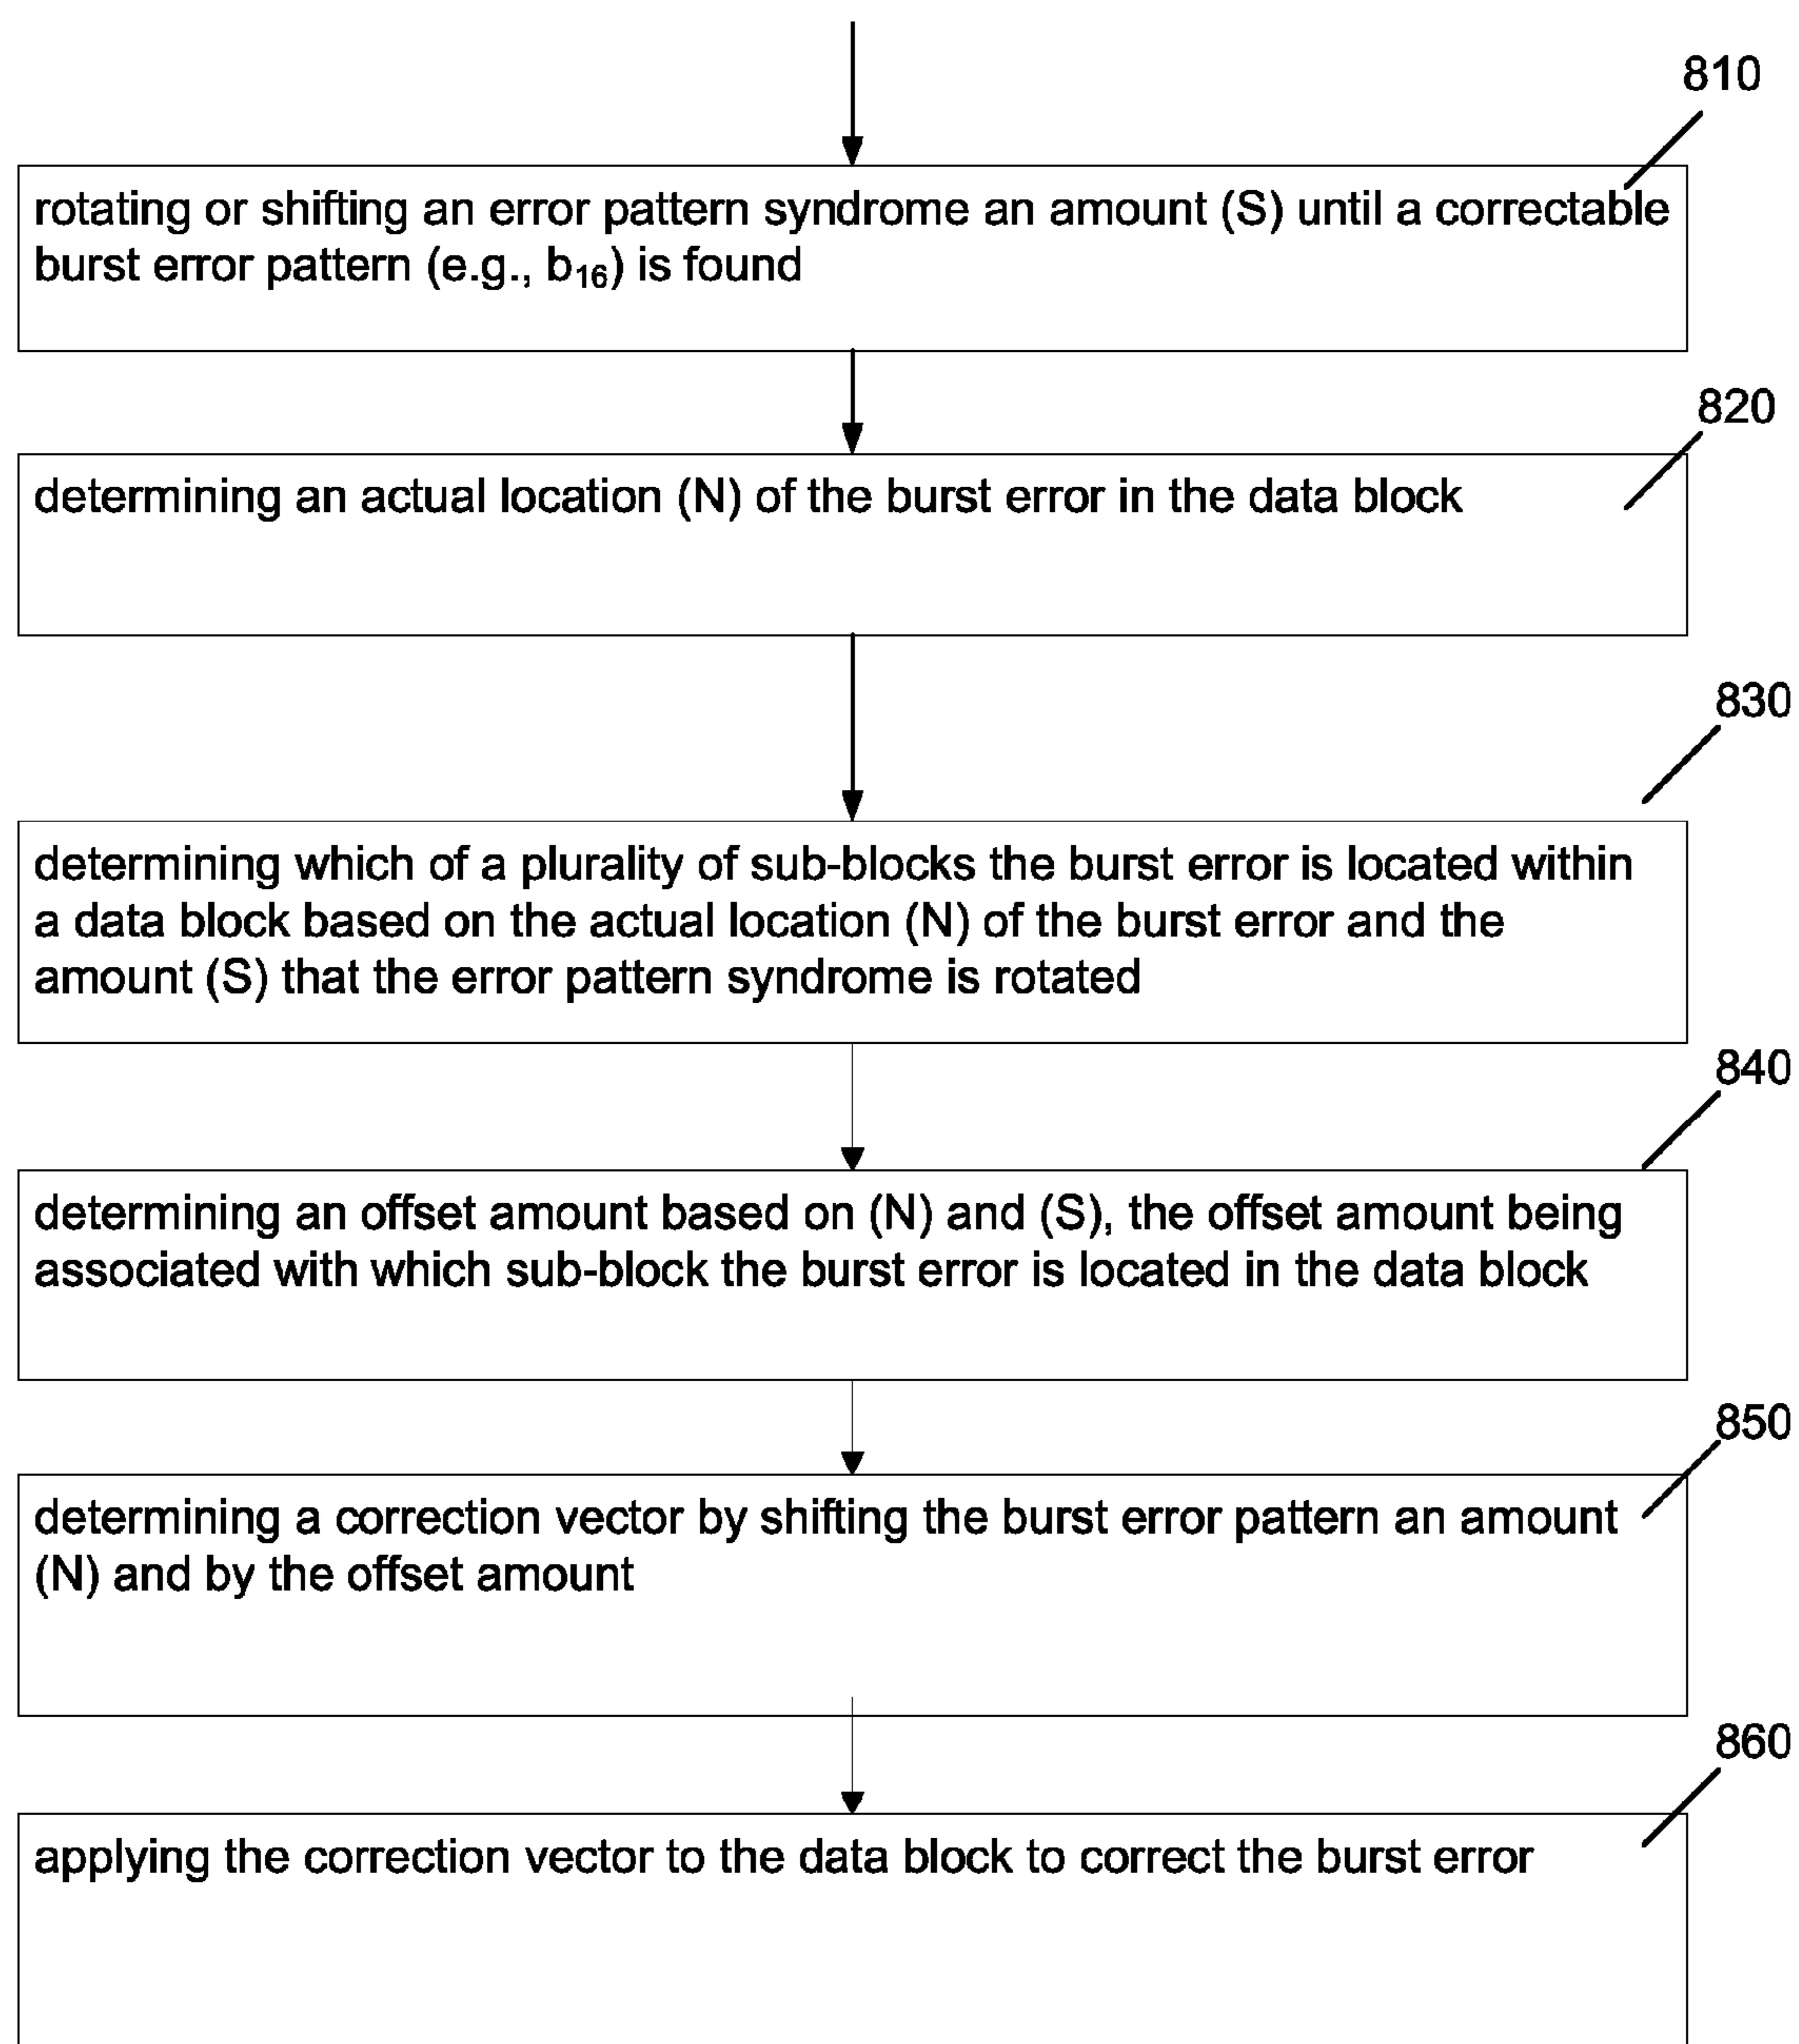 810
rotating or shifting an error pattern syndrome an amount (S) until a correctable
burst error pattern (e.g., b₁₆) is found
820
determining an actual location (N) of the burst error in the data block
830
determining which of a plurality of sub-blocks the burst error is located within
a data block based on the actual location (N) of the burst error and the
amount (S) that the error pattern syndrome is rotated
840
determining an offset amount based on (N) and (S), the offset amount being
associated with which sub-block the burst error is located in the data block
850
determining a correction vector by shifting the burst error pattern an amount
(N) and by the offset amount
860
applying the correction vector to the data block to correct the burst error